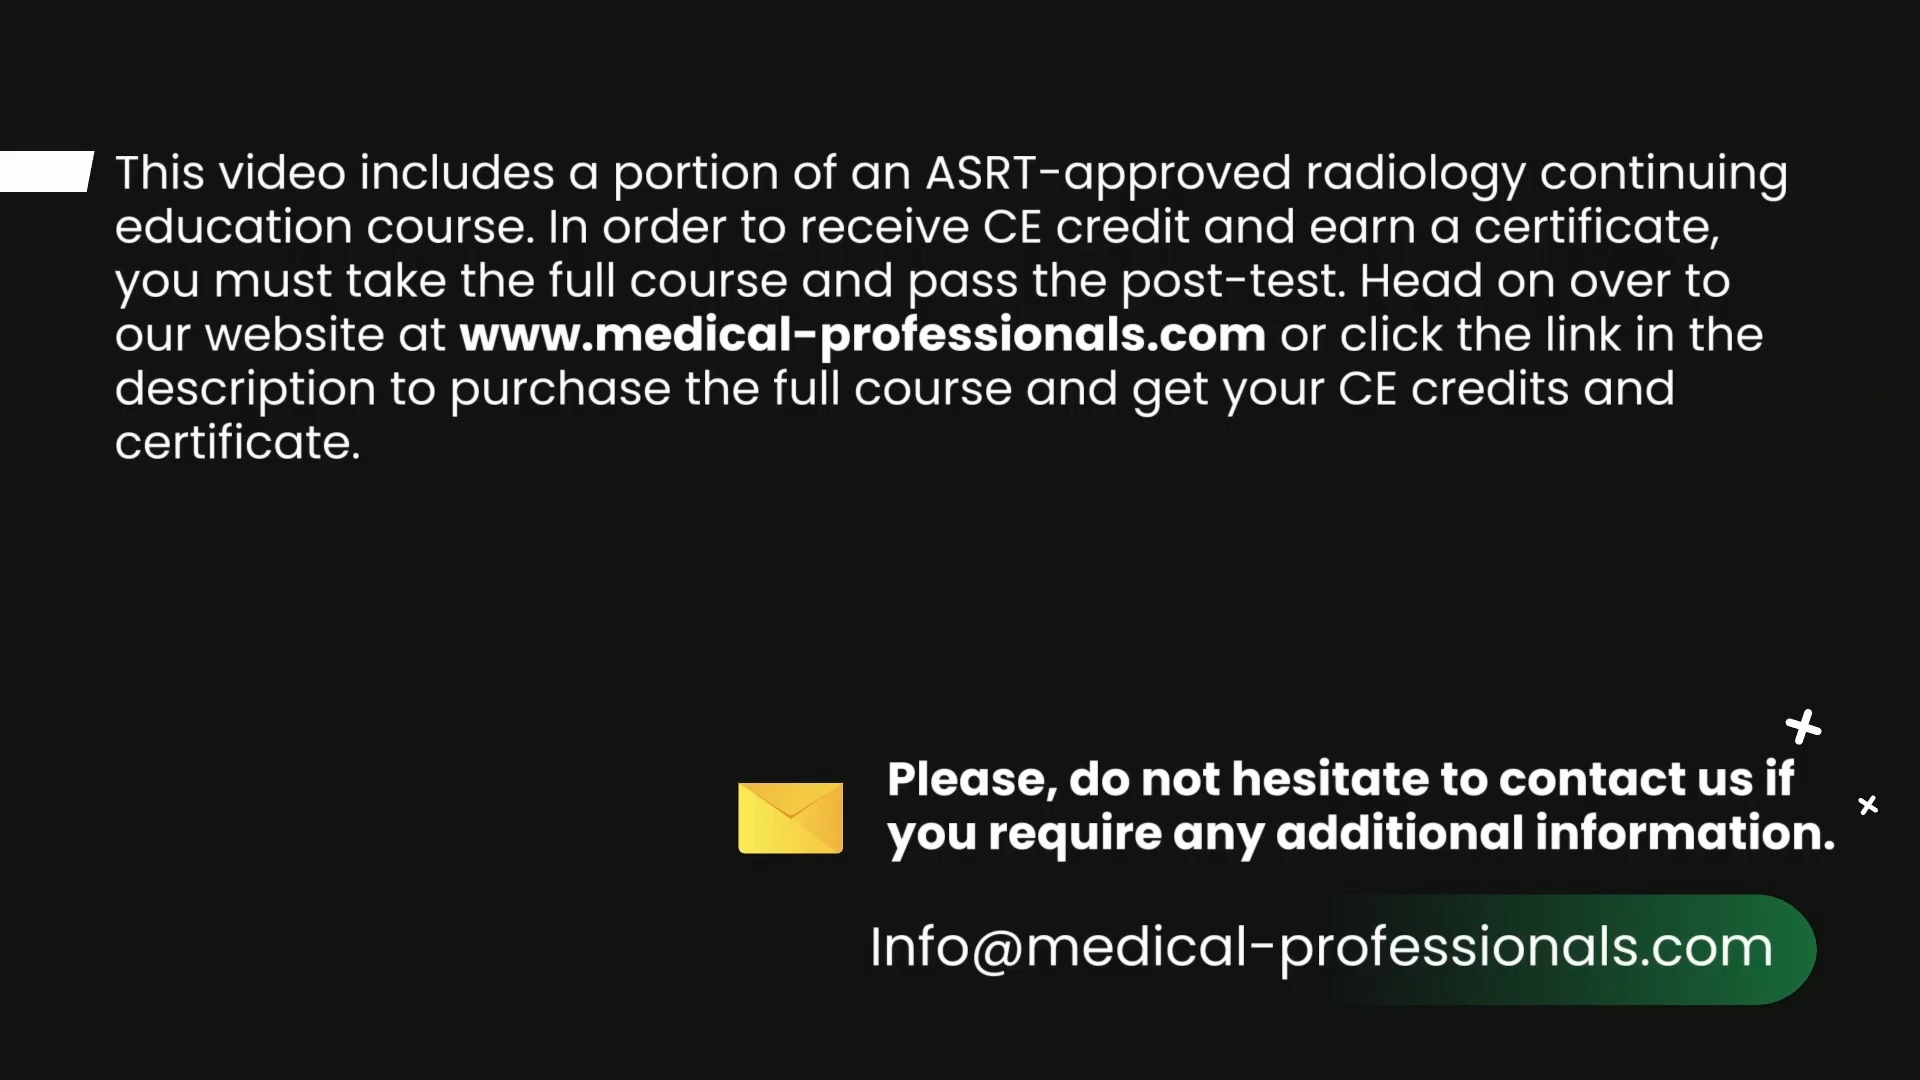 This video includes a portion of an ASRT-approved radiology continuing
education course. In order to receive CE credit and earn a certificate,
you must take the full course and pass the post-test. Head on over to
our website at www.medical-professionals.com or click the link in the
description to purchase the full course and get your CE credits and
certificate.
Please, do not hesitate to contact us if
you require any additional information.
Info@medical-professionals.com